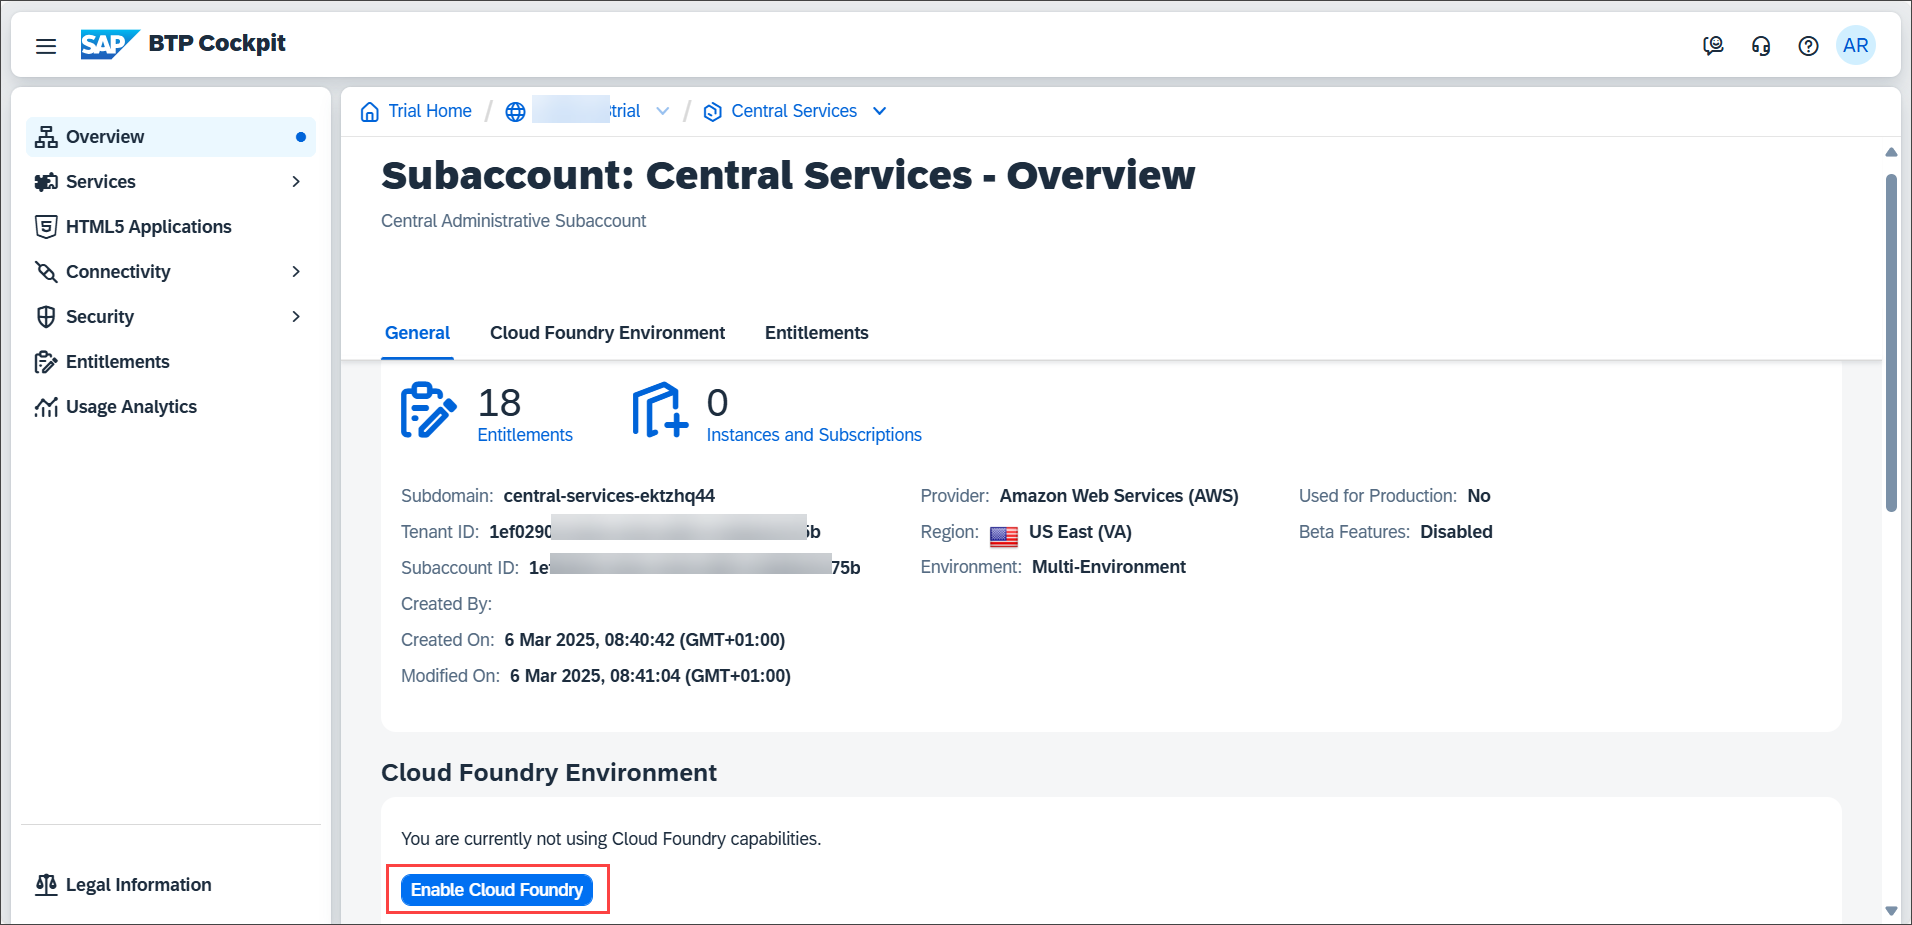 SAP BTP Cockpit
AR
Overview
Services
HTML5 Applications
Connectivity
Security
Entitlements
Usage Analytics
Legal Information
Trial Home / trial / Central Services
Subaccount: Central Services - Overview
Central Administrative Subaccount
General Cloud Foundry Environment Entitlements
18
Entitlements
0
Instances and Subscriptions
Subdomain: central-services-ektzhq44
Tenant ID: 1ef0290 b
Subaccount ID: 1e 75b
Created By:
Created On: 6 Mar 2025, 08:40:42 (GMT+01:00)
Modified On: 6 Mar 2025, 08:41:04 (GMT+01:00)
Provider: Amazon Web Services (AWS)
Region: US East (VA)
Environment: Multi-Environment
Used for Production: No
Beta Features: Disabled
Cloud Foundry Environment
You are currently not using Cloud Foundry capabilities.
Enable Cloud Foundry